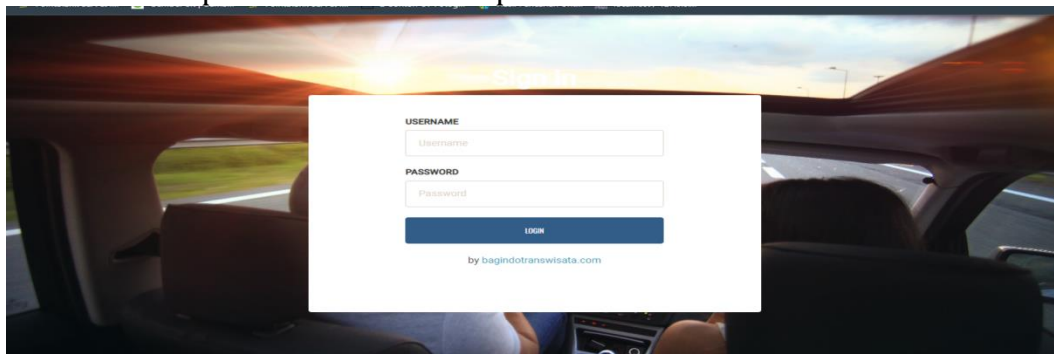 Sign In
USERNAME
Username
PASSWORD
Password
LOGIN
by bagindotranswisata.com